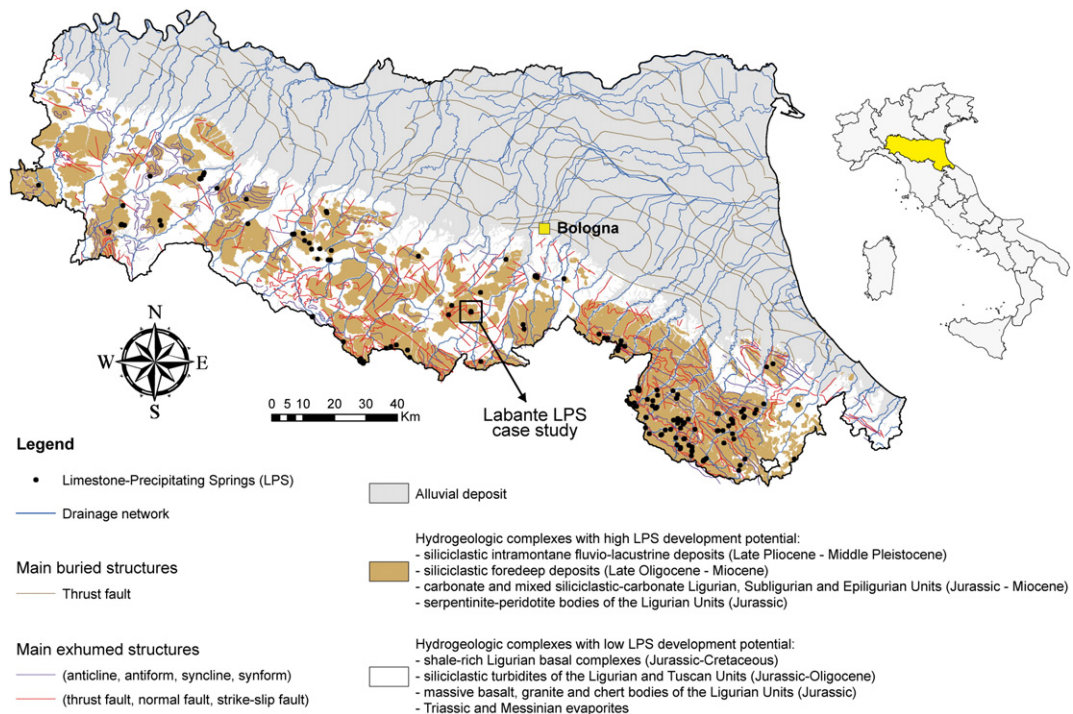 Bologna
N
W
E
S
0 5 10 20 30 40
Km
Labante LPS
case study
Legend
Limestone-Precipitating Springs (LPS)
Drainage network
Main buried structures
Thrust fault
Main exhumed structures
(anticline, antiform, syncline, synform)
(thrust fault, normal fault, strike-slip fault)
Alluvial deposit
Hydrogeologic complexes with high LPS development potential:
- siliciclastic intramontane fluvio-lacustrine deposits (Late Pliocene - Middle Pleistocene)
- siliciclastic foredeep deposits (Late Oligocene - Miocene)
- carbonate and mixed siliciclastic-carbonate Ligurian, Subligurian and Epiligurian Units (Jurassic - Miocene)
- serpentinite-peridotite bodies of the Ligurian Units (Jurassic)
Hydrogeologic complexes with low LPS development potential:
- shale-rich Ligurian basal complexes (Jurassic-Cretaceous)
- siliciclastic turbidites of the Ligurian and Tuscan Units (Jurassic-Oligocene)
- massive basalt, granite and chert bodies of the Ligurian Units (Jurassic)
- Triassic and Messinian evaporites